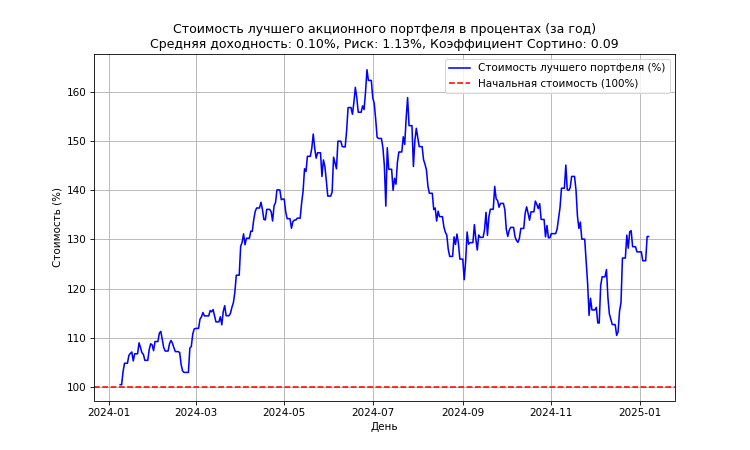 Стоимость лучшего акционного портфеля в процентах (за год)
Средняя доходность: 0.10%, Риск: 1.13%, Коэффициент Сортино: 0.09
Стоимость лучшего портфеля (%)
Начальная стоимость (100%)
Стоимость (%)
160
150
140
130
120
110
100
2024-01
2024-03
2024-05
2024-07
2024-09
2024-11
2025-01
День